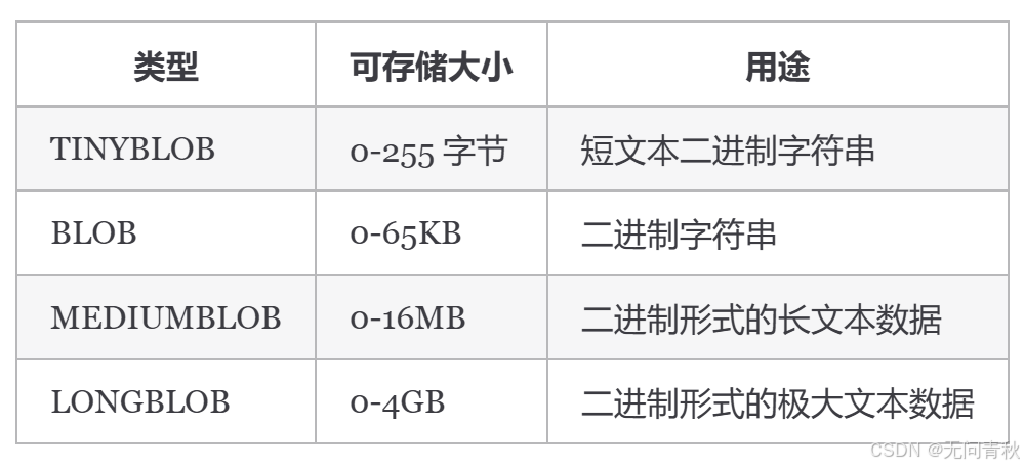 类型 可存储大小 用途
TINYBLOB 0-255 字节 短文本二进制字符串
BLOB 0-65KB 二进制字符串
MEDIUMBLOB 0-16MB 二进制形式的长文本数据
LONGBLOB 0-4GB 二进制形式的极大文本数据
CSDN @无问青秋